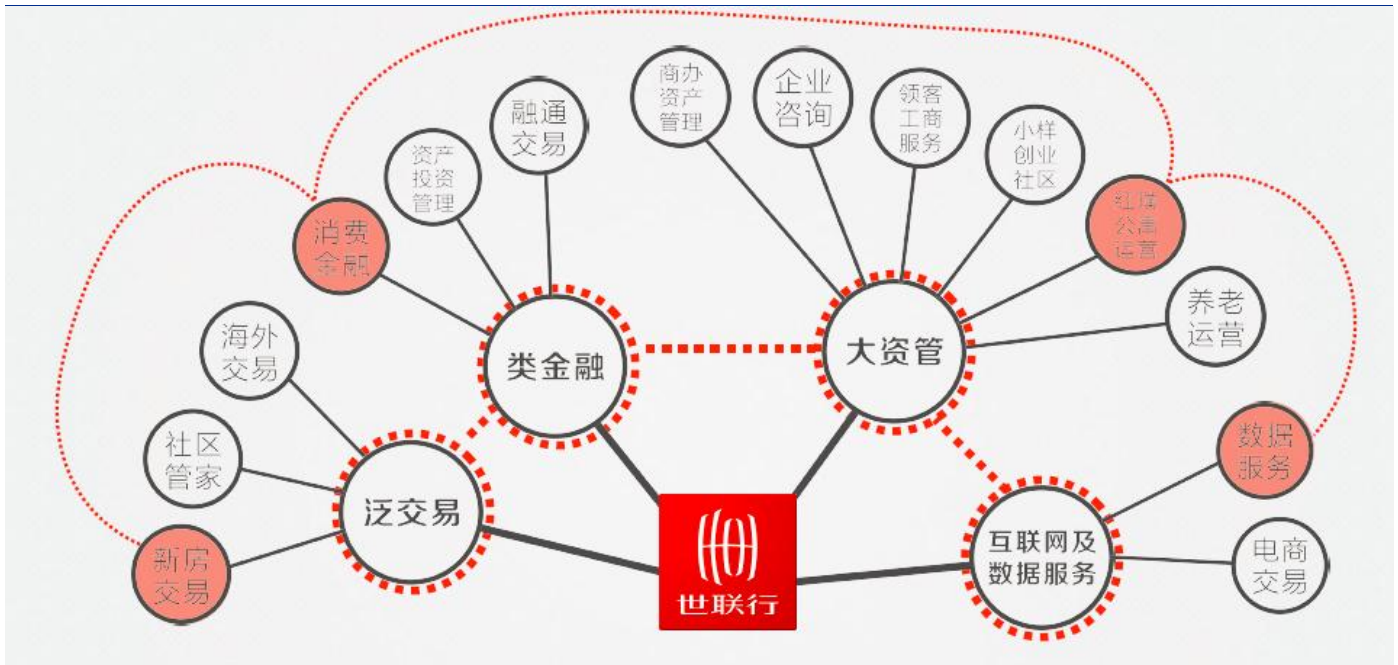 商办
资产
管理
企业
咨询
领客
工商
服务
融通
交易
小样
创业
社区
资产
投资
管理
红璞
公寓
运营
消费
金融
养老
运营
海外
交易
类金融
大资管
社区
管家
数据
服务
泛交易
互联网及
数据服务
新房
交易
电商
交易
世联行